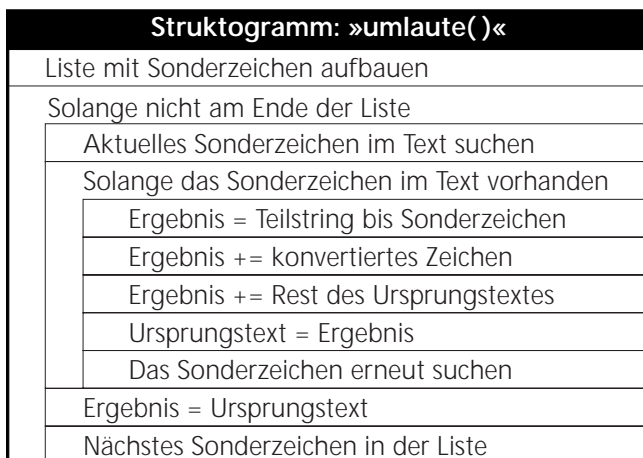 Struktogramm: »umlaute()«
Liste mit Sonderzeichen aufbauen
Solange nicht am Ende der Liste
Aktuelles Sonderzeichen im Text suchen
Solange das Sonderzeichen im Text vorhanden
Ergebnis = Teilstring bis Sonderzeichen
Ergebnis += konvertiertes Zeichen
Ergebnis += Rest des Ursprungstextes
Ursprungstext = Ergebnis
Das Sonderzeichen erneut suchen
Ergebnis = Ursprungstext
Nächstes Sonderzeichen in der Liste